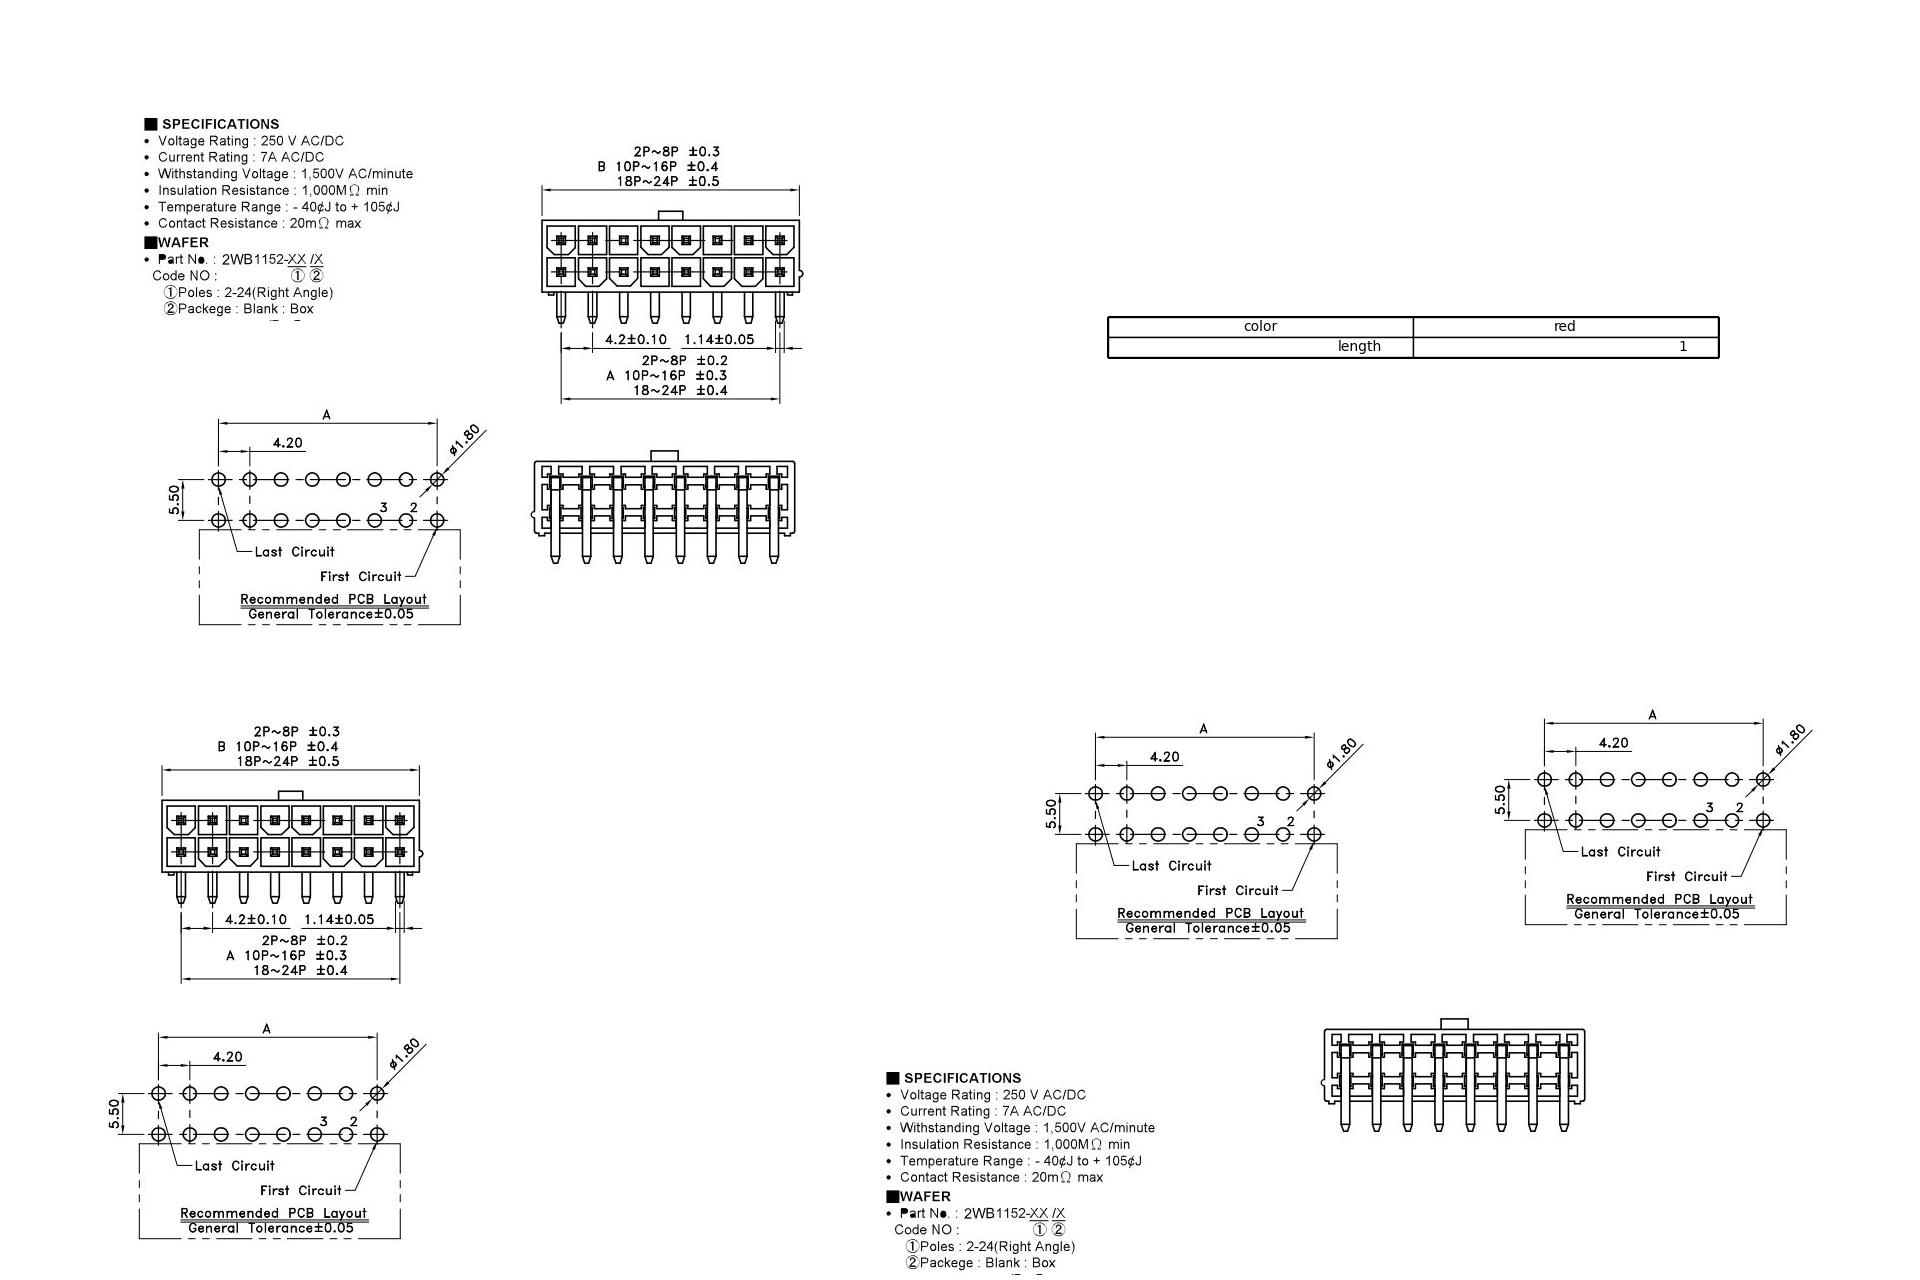 ■ SPECIFICATIONS
• Voltage Rating : 250 V AC/DC
• Current Rating : 7A AC/DC
• Withstanding Voltage : 1,500V AC/minute
• Insulation Resistance : 1,000MΩ min
• Temperature Range : - 40¢J to + 105¢J
• Contact Resistance : 20mΩ max
■WAFER
• Part No. : 2WB1152-XX /X
Code NO : ① ②
①Poles : 2-24(Right Angle)
②Packege : Blank : Box
2P~8P ±0.3
B 10P~16P ±0.4
18P~24P ±0.5
4.2±0.10 1.14±0.05
2P~8P ±0.2
A 10P~16P ±0.3
18~24P ±0.4
color red
length 1
A
4.20
ø1.80
5.50
3 2
Last Circuit
First Circuit
Recommended PCB Layout
General Tolerance±0.05
2P~8P ±0.3
B 10P~16P ±0.4
18P~24P ±0.5
4.2±0.10 1.14±0.05
2P~8P ±0.2
A 10P~16P ±0.3
18~24P ±0.4
A
4.20
ø1.80
5.50
3 2
Last Circuit
First Circuit
Recommended PCB Layout
General Tolerance±0.05
A
4.20
ø1.80
5.50
3 2
Last Circuit
First Circuit
Recommended PCB Layout
General Tolerance±0.05
A
4.20
ø1.80
5.50
3 2
Last Circuit
First Circuit
Recommended PCB Layout
General Tolerance±0.05
■ SPECIFICATIONS
• Voltage Rating : 250 V AC/DC
• Current Rating : 7A AC/DC
• Withstanding Voltage : 1,500V AC/minute
• Insulation Resistance : 1,000MΩ min
• Temperature Range : - 40¢J to + 105¢J
• Contact Resistance : 20mΩ max
■WAFER
• Part No. : 2WB1152-XX /X
Code NO : ① ②
①Poles : 2-24(Right Angle)
②Packege : Blank : Box